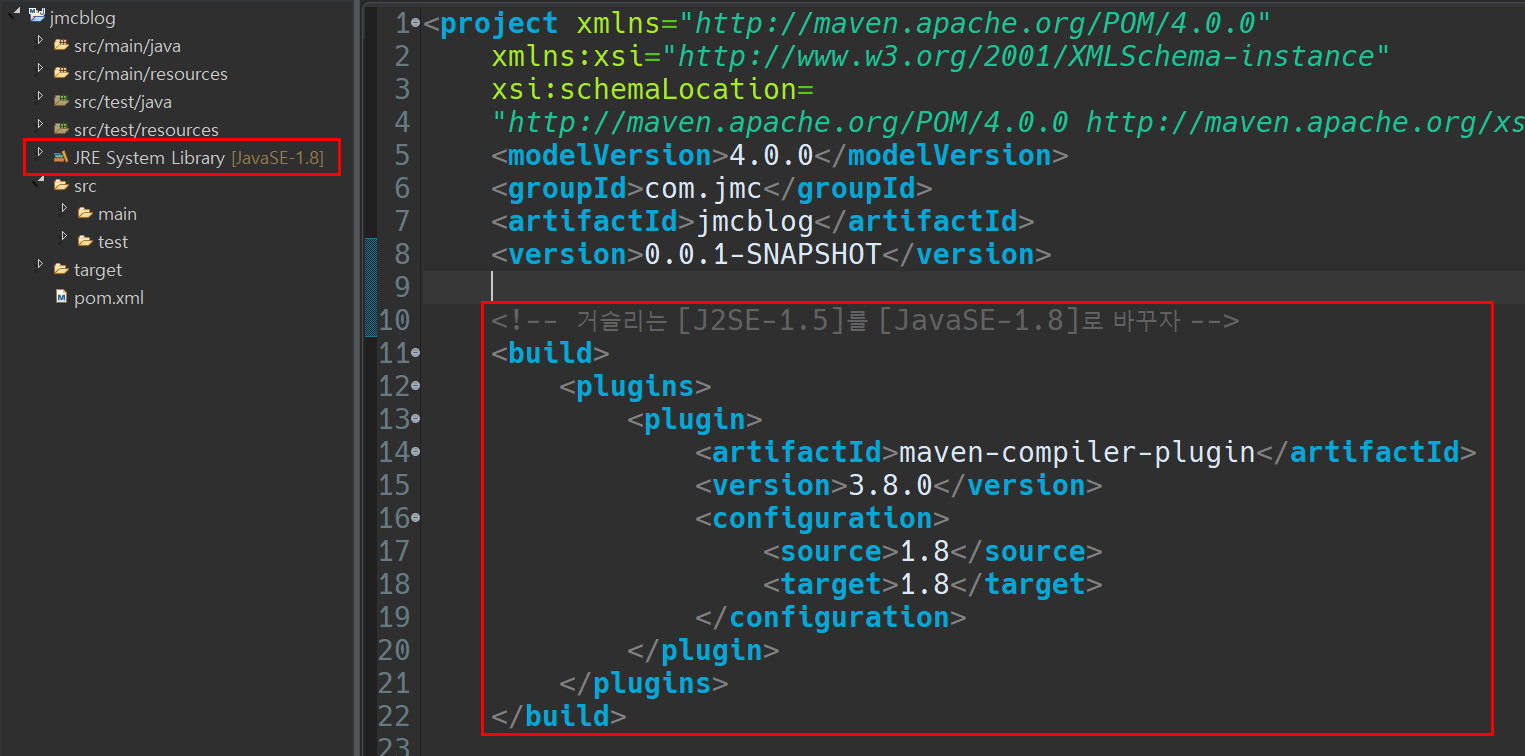 jmcblog
src/main/java
src/main/resources
src/test/java
src/test/resources
JRE System Library [JavaSE-1.8]
src
main
test
target
pom.xml
1 <project xmlns="http://maven.apache.org/POM/4.0.0"
2 xmlns:xsi="http://www.w3.org/2001/XMLSchema-instance"
3 xsi:schemaLocation=
4 "http://maven.apache.org/POM/4.0.0 http://maven.apache.org/xs
5 <modelVersion>4.0.0</modelVersion>
6 <groupId>com.jmc</groupId>
7 <artifactId>jmcblog</artifactId>
8 <version>0.0.1-SNAPSHOT</version>
9
10 <!-- 거슬리는 [J2SE-1.5]를 [JavaSE-1.8]로 바꾸자 -->
11 <build>
12 <plugins>
13 <plugin>
14 <artifactId>maven-compiler-plugin</artifactId>
15 <version>3.8.0</version>
16 <configuration>
17 <source>1.8</source>
18 <target>1.8</target>
19 </configuration>
20 </plugin>
21 </plugins>
22 </build>
23